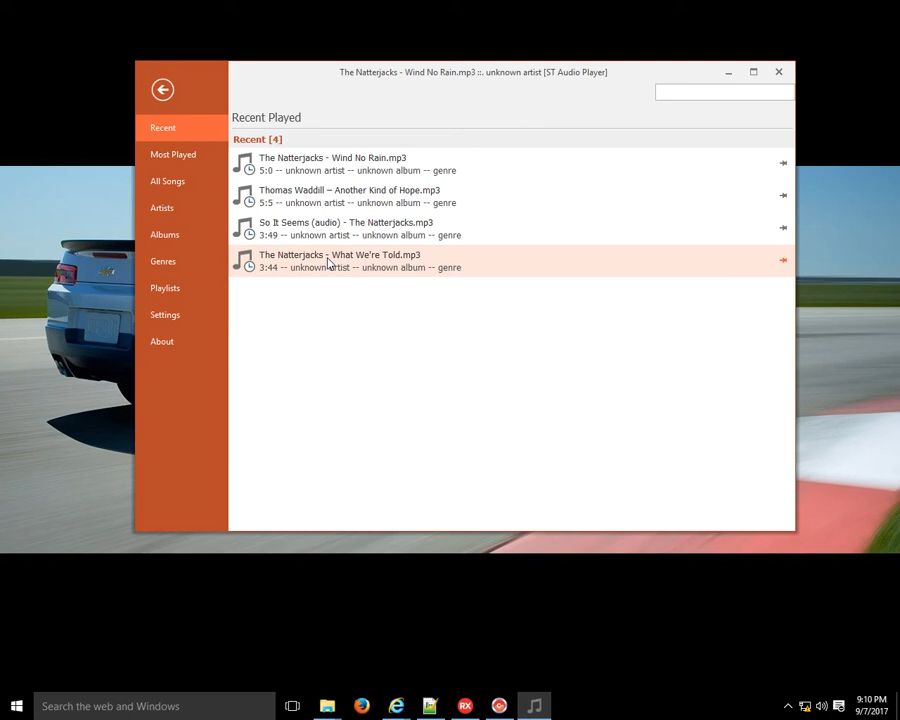 The Natterjacks - Wind No Rain.mp3 ::. unknown artist [ST Audio Player]
Recent Played
Recent
Recent [4]
Most Played
All Songs
Artists
Albums
Genres
Playlists
Settings
About
The Natterjacks - Wind No Rain.mp3
5:0 -- unknown artist -- unknown album -- genre
Thomas Waddill – Another Kind of Hope.mp3
5:5 -- unknown artist -- unknown album -- genre
So It Seems (audio) - The Natterjacks.mp3
3:49 -- unknown artist -- unknown album -- genre
The Natterjacks - What We're Told.mp3
3:44 -- unknown artist -- unknown album -- genre
Search the web and Windows
RX
9:10 PM
9/7/2017